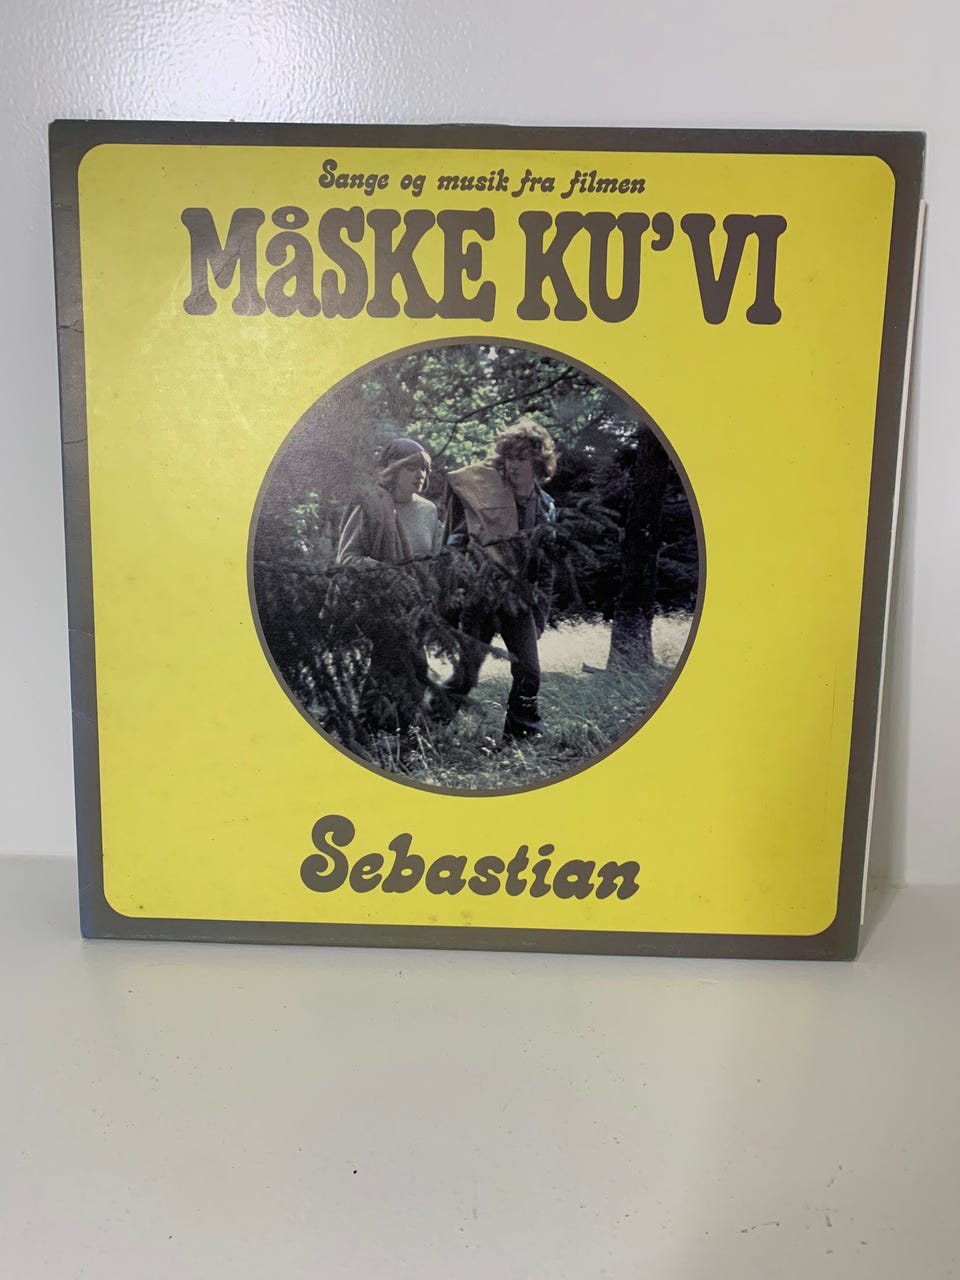 Sange og musik fra filmen
MåSKE KU' VI
Sebastian